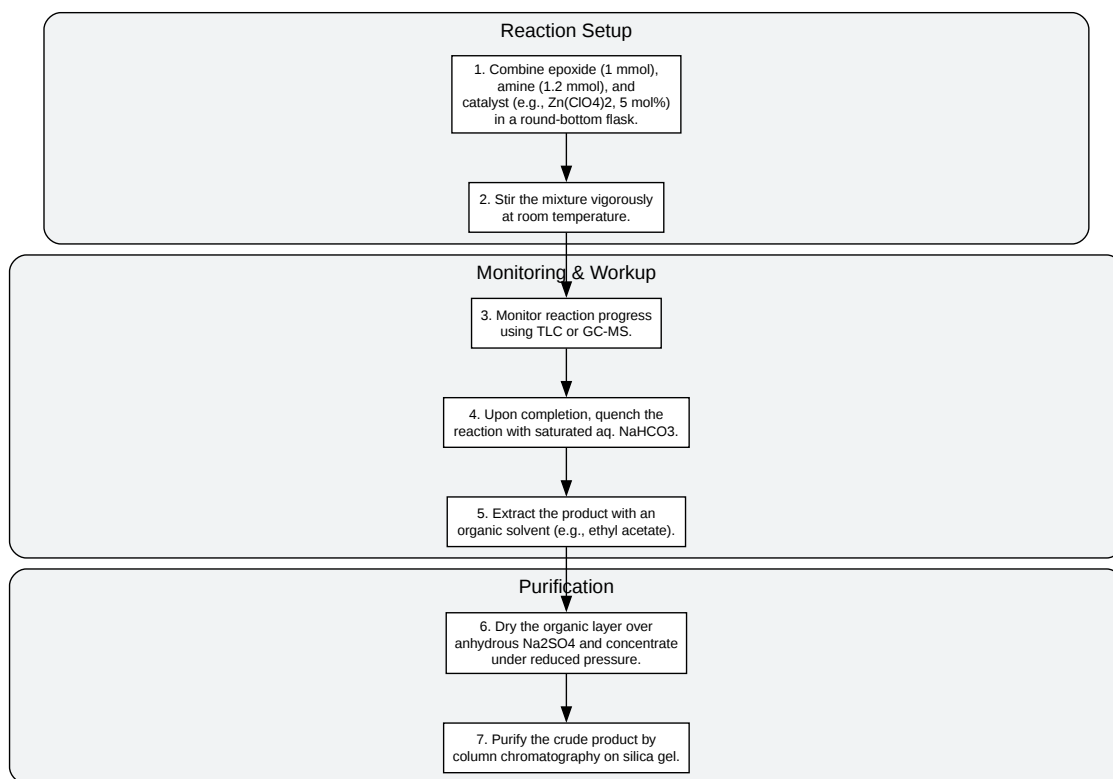 Reaction Setup
1. Combine epoxide (1 mmol),
amine (1.2 mmol), and
catalyst (e.g., Zn(ClO4)2, 5 mol%)
in a round-bottom flask.
2. Stir the mixture vigorously
at room temperature.
Monitoring & Workup
3. Monitor reaction progress
using TLC or GC-MS.
4. Upon completion, quench the
reaction with saturated aq. NaHCO3.
5. Extract the product with an
organic solvent (e.g., ethyl acetate).
Purification
6. Dry the organic layer over
anhydrous Na2SO4 and concentrate
under reduced pressure.
7. Purify the crude product by
column chromatography on silica gel.